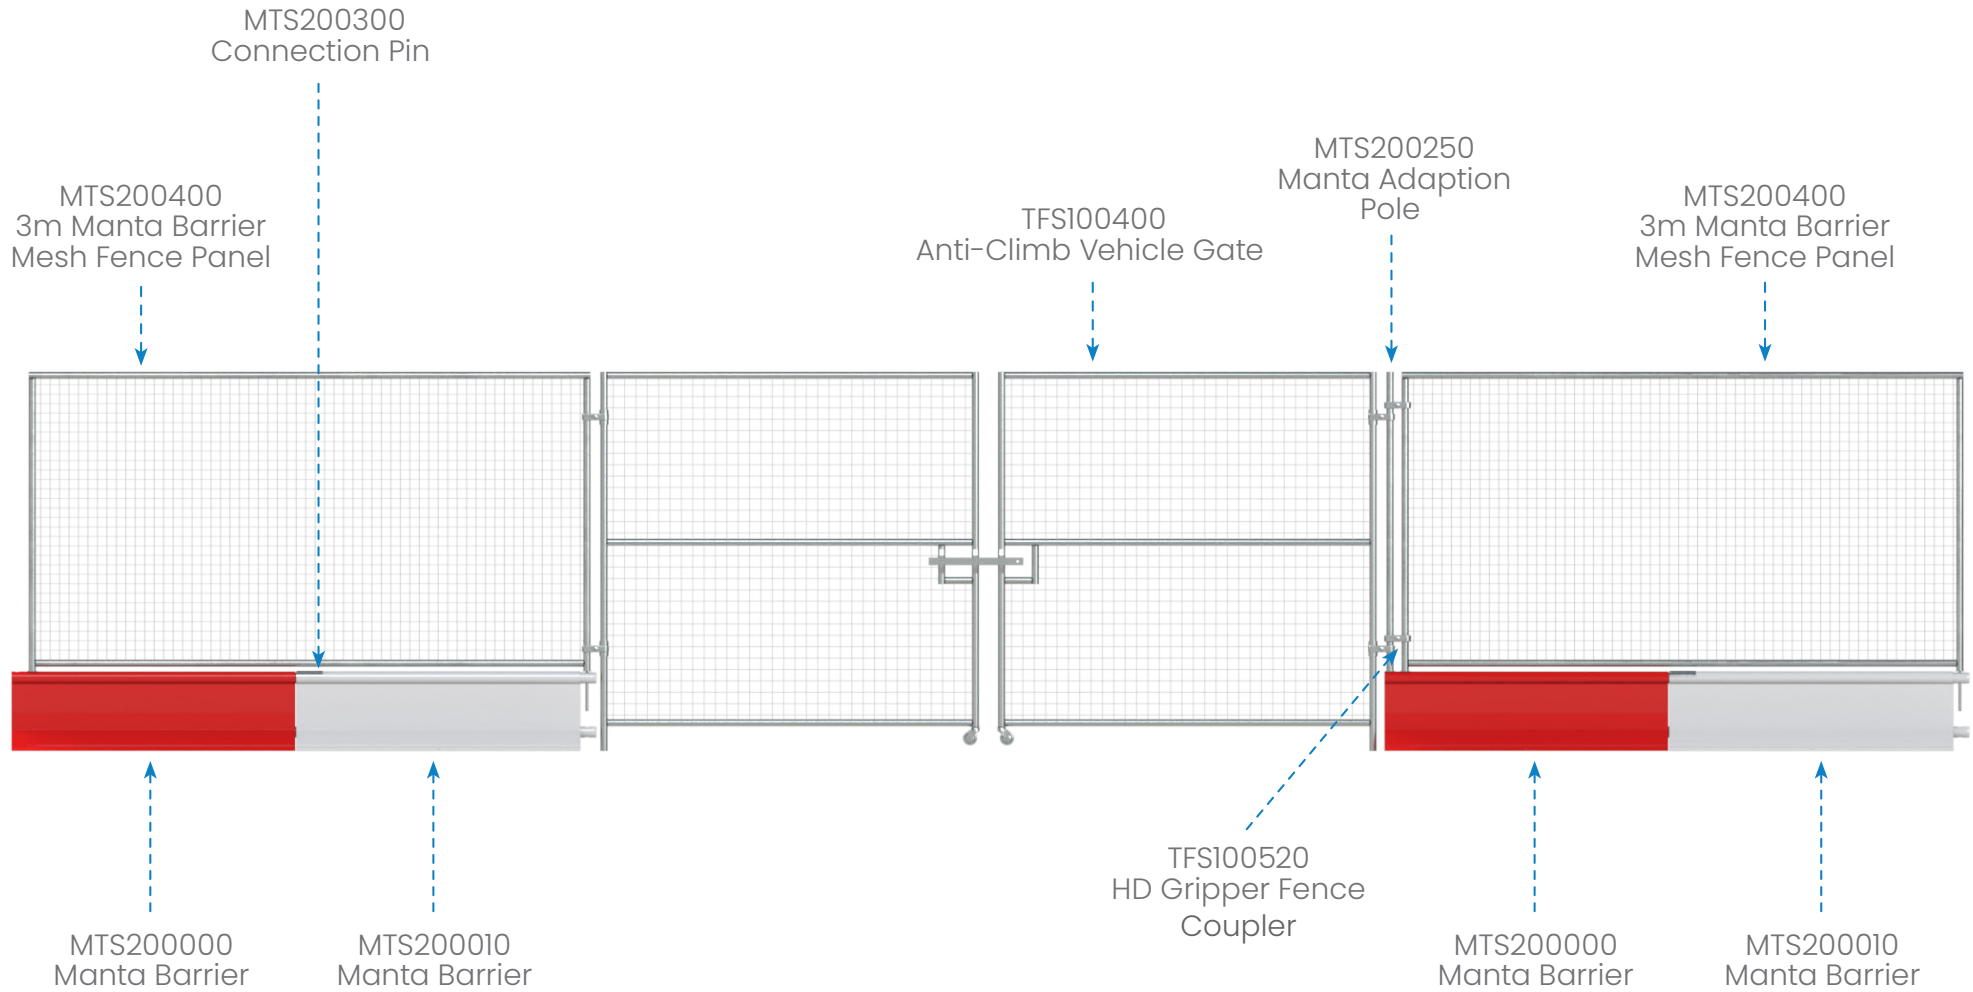 MTS200300
Connection Pin
MTS200400
3m Manta Barrier
Mesh Fence Panel
TFS100400
Anti-Climb Vehicle Gate
MTS200250
Manta Adaption
Pole
MTS200400
3m Manta Barrier
Mesh Fence Panel
MTS200000
Manta Barrier
MTS200010
Manta Barrier
TFS100520
HD Gripper Fence
Coupler
MTS200000
Manta Barrier
MTS200010
Manta Barrier